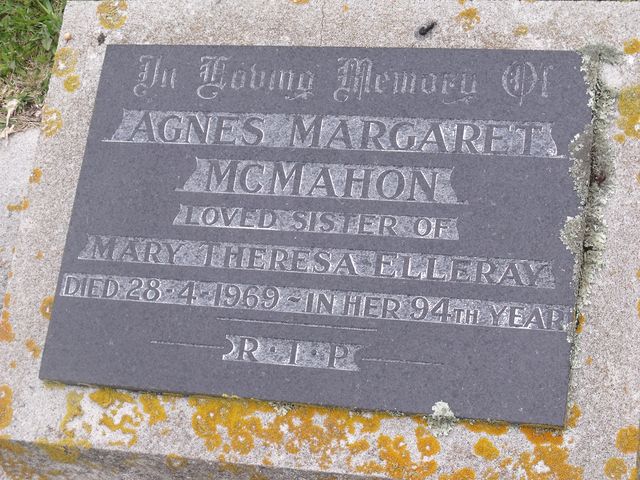 In Loving Memory Of
AGNES MARGARET
MCMAHON
LOVED SISTER OF
MARY THERESA ELLERAY
DIED 28-4-1969 ~ IN HER 94TH YEAR
R·I·P